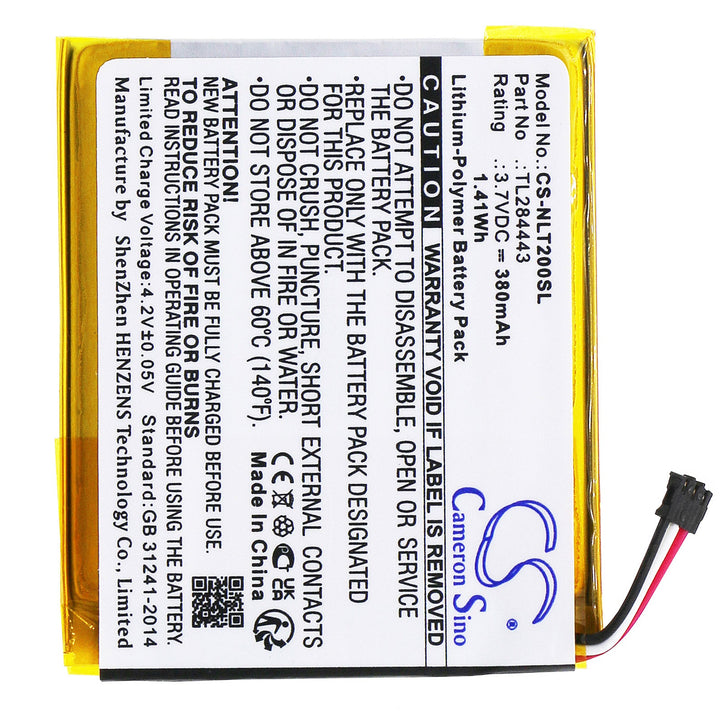 Model No.:CS-NLT200SL
Part No .:TL284443
Rating .:3.7VDC ⎓ 380mAh
1.41Wh
Lithium-Polymer Battery Pack
CAUTION WARRANTY VOID IF LABEL IS REMOVED
•DO NOT ATTEMPT TO DISASSEMBLE, OPEN OR SERVICE
•REPLACE ONLY WITH THE BATTERY PACK DESIGNATED
FOR THIS PRODUCT.
•DO NOT CRUSH, PUNCTURE, SHORT EXTERNAL CONTACTS
OR DISPOSE OF IN FIRE OR WATER.
•DO NOT EXPOSE TO TEMPERATURE ABOVE 60°C (140°F).
ATTENTION:
NEW BATTERY PACK MUST BE FULLY CHARGED BEFORE USE.
TO REDUCE RISK OF FIRE OR BURNS
READ INSTRUCTIONS IN OPERATING GUIDE BEFORE USING BATTERY.
Limited Charge Voltage:4.2V±0.05V Standard:GB 31241-2014
Manufacture by : ShenZhen HENZENS Technology Co., Limited
CE
UK
CA
Made in China
CS
®
Cameron Sino